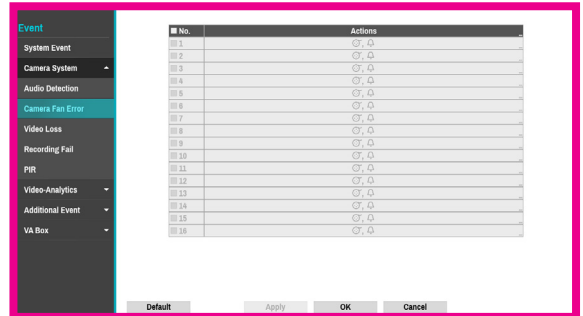 Event
System Event
Camera System
Audio Detection
Camera Fan Error
Video Loss
Recording Fail
PIR
Video-Analytics
Additional Event
VA Box
No. Actions ...
1 ...
2 ...
3 ...
4 ...
5 ...
6 ...
7 ...
8 ...
9 ...
10 ...
11 ...
12 ...
13 ...
14 ...
15 ...
16 ...
Default Apply OK Cancel